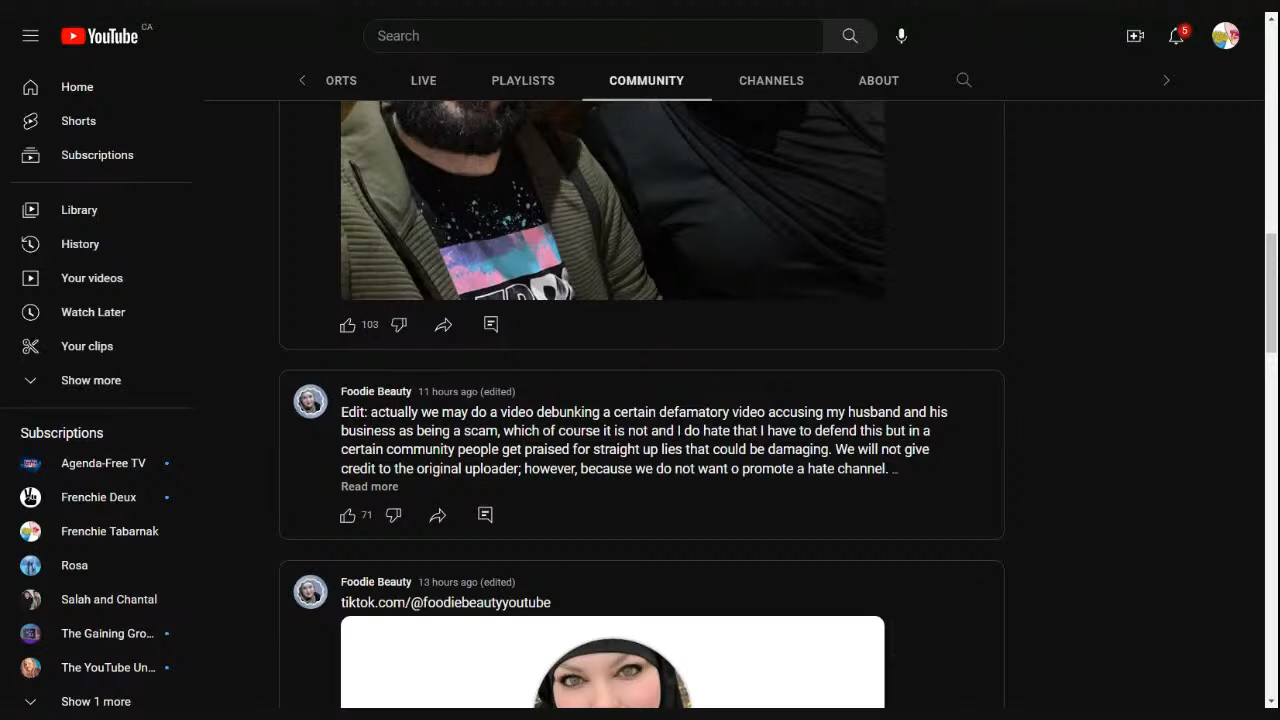 YouTube CA
Search
5
ORTS LIVE PLAYLISTS COMMUNITY CHANNELS ABOUT
Home
Shorts
Subscriptions
Library
History
Your videos
Watch Later
Your clips
Show more
Subscriptions
Agenda-Free TV
Frenchie Deux
Frenchie Tabarnak
Rosa
Salah and Chantal
The Gaining Gro...
The YouTube Un...
Show 1 more
103
Foodie Beauty 11 hours ago (edited)
Edit: actually we may do a video debunking a certain defamatory video accusing my husband and his
business as being a scam, which of course it is not and I do hate that I have to defend this but in a
certain community people get praised for straight up lies that could be damaging. We will not give
credit to the original uploader; however, because we do not want o promote a hate channel. ...
Read more
71
Foodie Beauty 13 hours ago (edited)
tiktok.com/@foodiebeautyyoutube